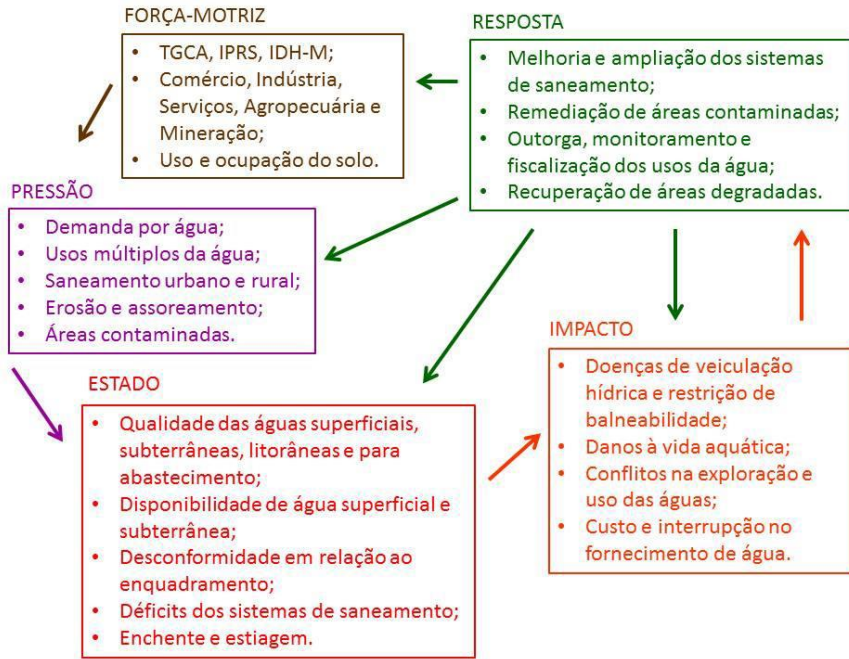 FORÇA-MOTRIZ
• TGCA, IPRS, IDH-M;
• Comércio, Indústria,
Serviços, Agropecuária e
Mineração;
• Uso e ocupação do solo.
RESPOSTA
• Melhoria e ampliação dos sistemas
de saneamento;
• Remediação de áreas contaminadas;
• Outorga, monitoramento e
fiscalização dos usos da água;
• Recuperação de áreas degradadas.
PRESSÃO
• Demanda por água;
• Usos múltiplos da água;
• Saneamento urbano e rural;
• Erosão e assoreamento;
• Áreas contaminadas.
ESTADO
• Qualidade das águas superficiais,
subterrâneas, litorâneas e para
abastecimento;
• Disponibilidade de água superficial e
subterrânea;
• Desconformidade em relação ao
enquadramento;
• Déficits dos sistemas de saneamento;
• Enchente e estiagem.
IMPACTO
• Doenças de veiculação
hídrica e restrição de
balneabilidade;
• Danos à vida aquática;
• Conflitos na exploração e
uso das águas;
• Custo e interrupção no
fornecimento de água.